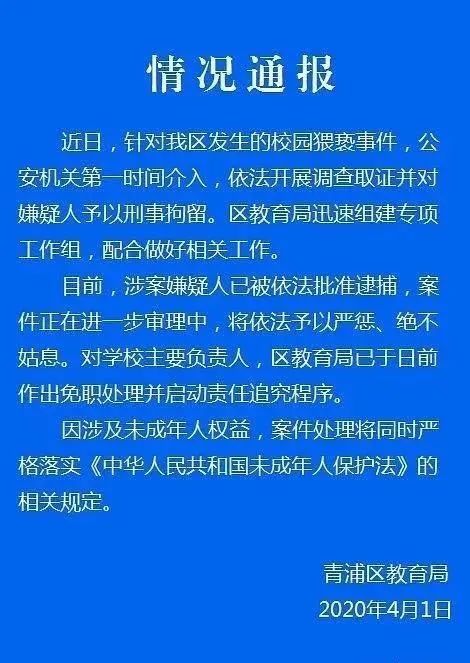 情况通报
近日，针对我区发生的校园猥亵事件，公
安机关第一时间介入，依法开展调查取证并对
嫌疑人予以刑事拘留。区教育局迅速组建专项
工作组，配合做好相关工作。
目前，涉案嫌疑人已被依法批准逮捕，案
件正在进一步审理中，将依法予以严惩、绝不
姑息。对学校主要负责人，区教育局已于日前
作出免职处理并启动责任追究程序。
因涉及未成年人权益，案件处理将同时严
格落实《中华人民共和国未成年人保护法》的
相关规定。
青浦区教育局
2020年4月1日